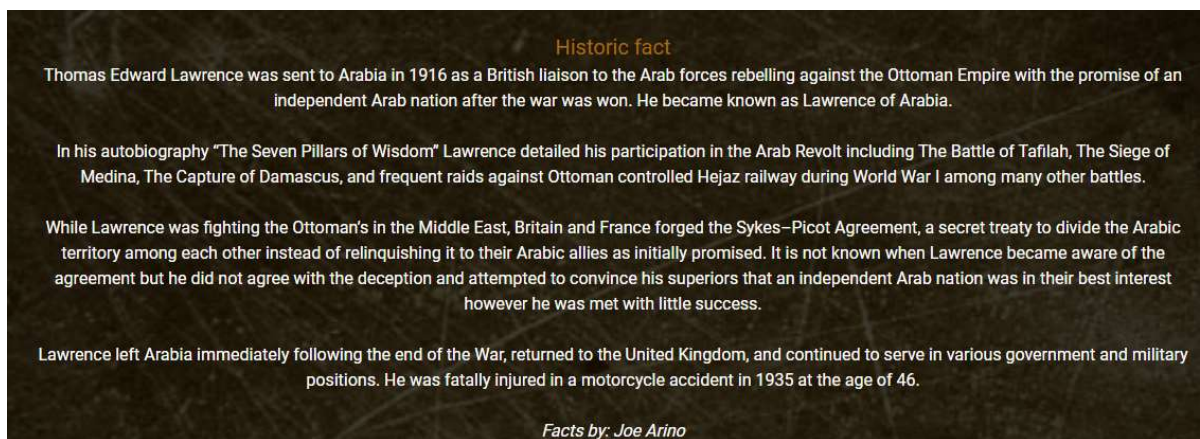 Historic fact
Thomas Edward Lawrence was sent to Arabia in 1916 as a British liaison to the Arab forces rebelling against the Ottoman Empire with the promise of an
independent Arab nation after the war was won. He became known as Lawrence of Arabia.
In his autobiography “The Seven Pillars of Wisdom” Lawrence detailed his participation in the Arab Revolt including The Battle of Tafilah, The Siege of
Medina, The Capture of Damascus, and frequent raids against Ottoman controlled Hejaz railway during World War I among many other battles.
While Lawrence was fighting the Ottoman's in the Middle East, Britain and France forged the Sykes–Picot Agreement, a secret treaty to divide the Arabic
territory among each other instead of relinquishing it to their Arabic allies as initially promised. It is not known when Lawrence became aware of the
agreement but he did not agree with the deception and attempted to convince his superiors that an independent Arab nation was in their best interest
however he was met with little success.
Lawrence left Arabia immediately following the end of the War, returned to the United Kingdom, and continued to serve in various government and military
positions. He was fatally injured in a motorcycle accident in 1935 at the age of 46.
Facts by: Joe Arino